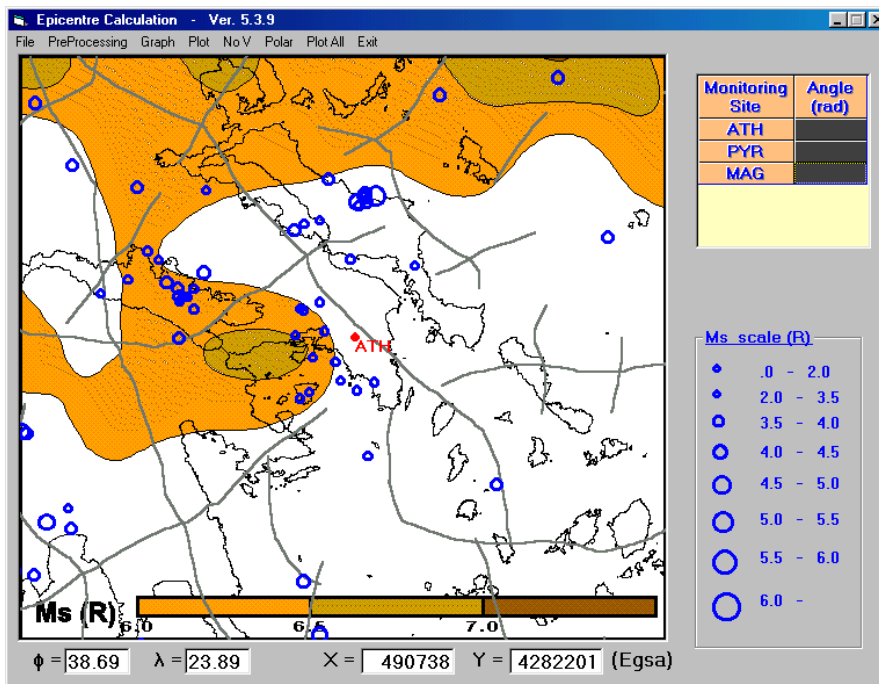 Epicentre Calculation - Ver. 5.3.9
File PreProcessing Graph Plot No V Polar Plot All Exit
Monitoring Site Angle (rad)
ATH
PYR
MAG
ATH
Ms scale (R)
.0 - 2.0
2.0 - 3.5
3.5 - 4.0
4.0 - 4.5
4.5 - 5.0
5.0 - 5.5
5.5 - 6.0
6.0 -
Ms (R) 6.0 6.5 7.0
ϕ = 38.69 λ = 23.89 X = 490738 Y = 4282201 (Egsa)